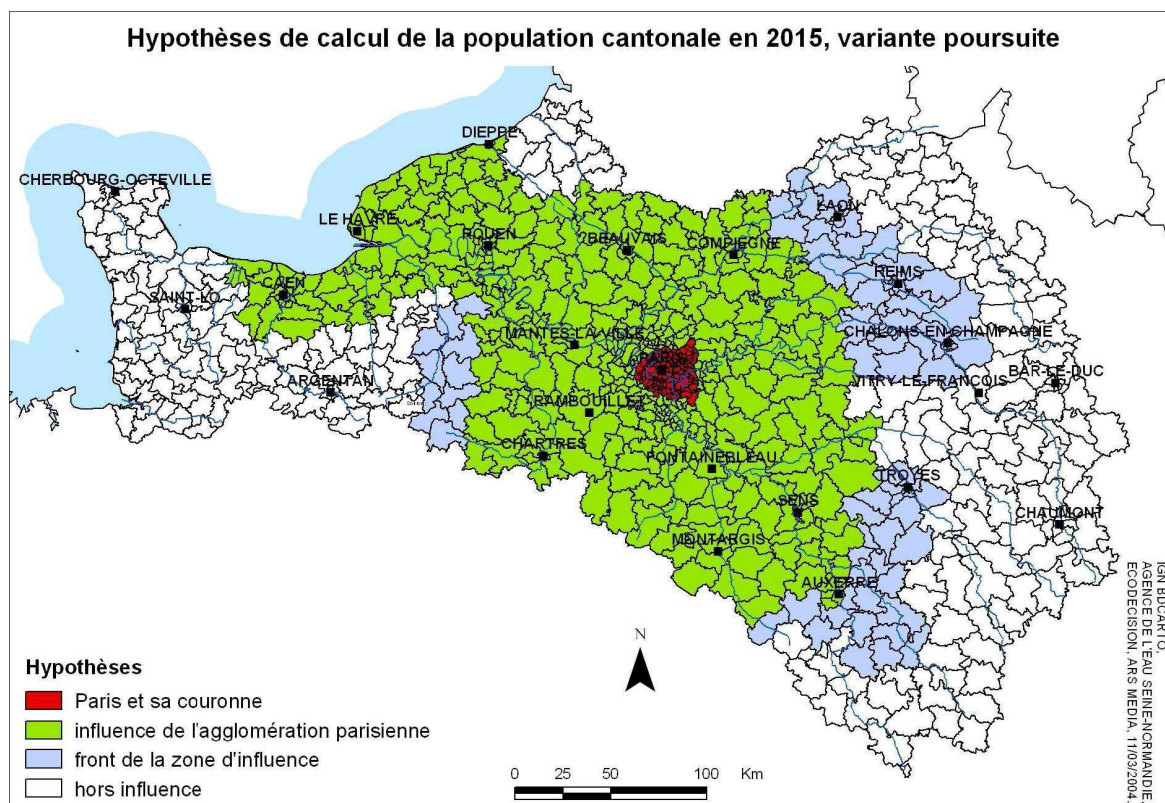 Hypothèses de calcul de la population cantonale en 2015, variante poursuite
DIEPPE
CHERBOURG-OCTEVILLE
LE HAVRE
ROUEN
BEAUVAIS
COMPIEGNE
LAON
CAEN
SAINT-LO
REIMS
MANTES-LA-VILLE
CHALONS-EN-CHAMPAGNE
PARIS
ARGENTAN
RAMBOUILLET
VITRY-LE-FRANCOIS
BAR-LE-DUC
CHARTRES
FONTAINEBLEAU
TROYES
SENS
CHAUMONT
MONTARGIS
AUXERRE
N
Hypothèses
Paris et sa couronne
influence de l'agglomération parisienne
front de la zone d'influence
hors influence
0 25 50 100 Km
IGN BDCARTO,
AGENCE DE L'EAU SEINE-NORMANDIE,
ECODECISION, ARS MEDIA, 11/03/2004,